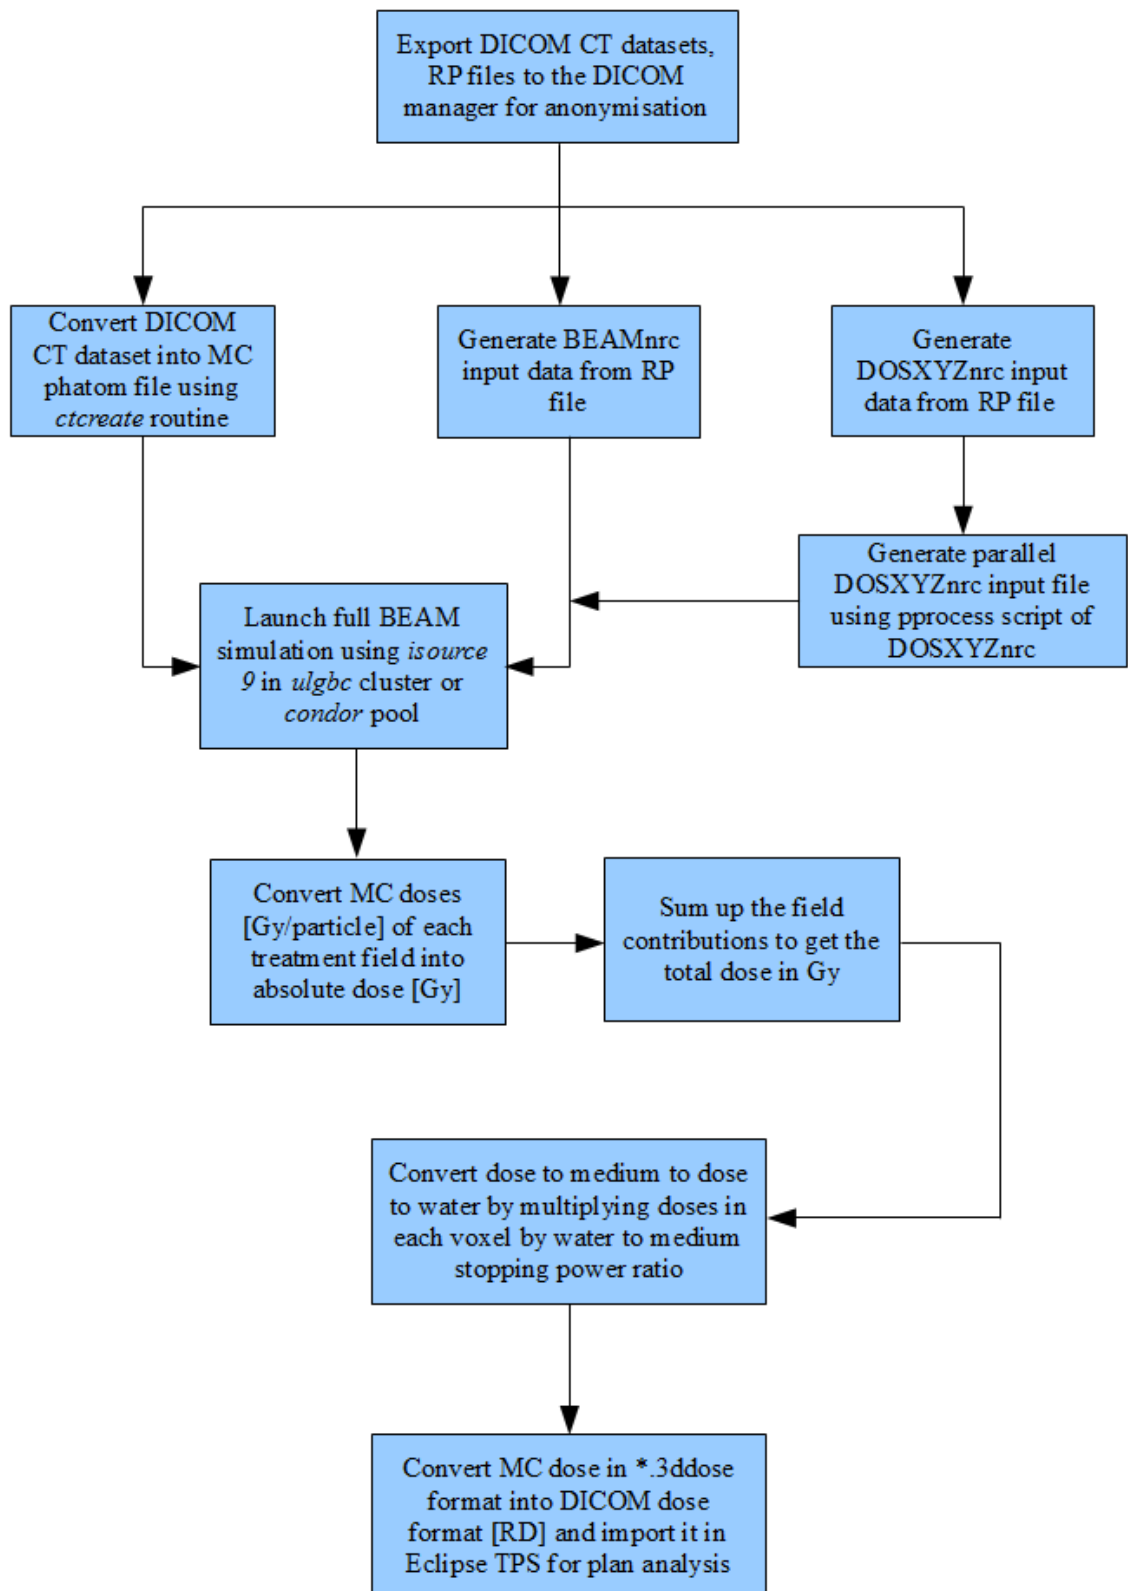 Export DICOM CT datasets,
RP files to the DICOM
manager for anonymisation
Convert DICOM
CT dataset into MC
phatom file using
ctcreate routine
Generate BEAMnrc
input data from RP
file
Generate
DOSXYZnrc input
data from RP file
Generate parallel
DOSXYZnrc input file
using pprocess script of
DOSXYZnrc
Launch full BEAM
simulation using isource
9 in ulgbc cluster or
condor pool
Convert MC doses
[Gy/particle] of each
treatment field into
absolute dose [Gy]
Sum up the field
contributions to get the
total dose in Gy
Convert dose to medium to dose
to water by multiplying doses in
each voxel by water to medium
stopping power ratio
Convert MC dose in *.3ddose
format into DICOM dose
format [RD] and import it in
Eclipse TPS for plan analysis